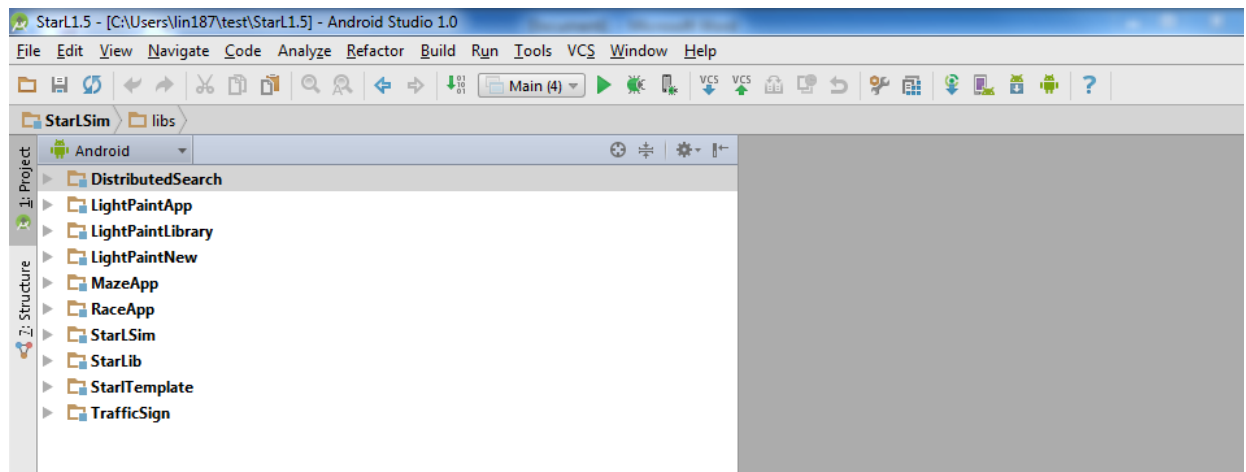 StarL1.5 - [C:\Users\lin187\test\StarL1.5] - Android Studio 1.0
File Edit View Navigate Code Analyze Refactor Build Run Tools VCS Window Help
Main (4) VCS VCS ?
StarLSim libs
1: Project
Android
DistributedSearch
LightPaintApp
LightPaintLibrary
LightPaintNew
MazeApp
RaceApp
StarLSim
StarLib
StarlTemplate
TrafficSign
7: Structure